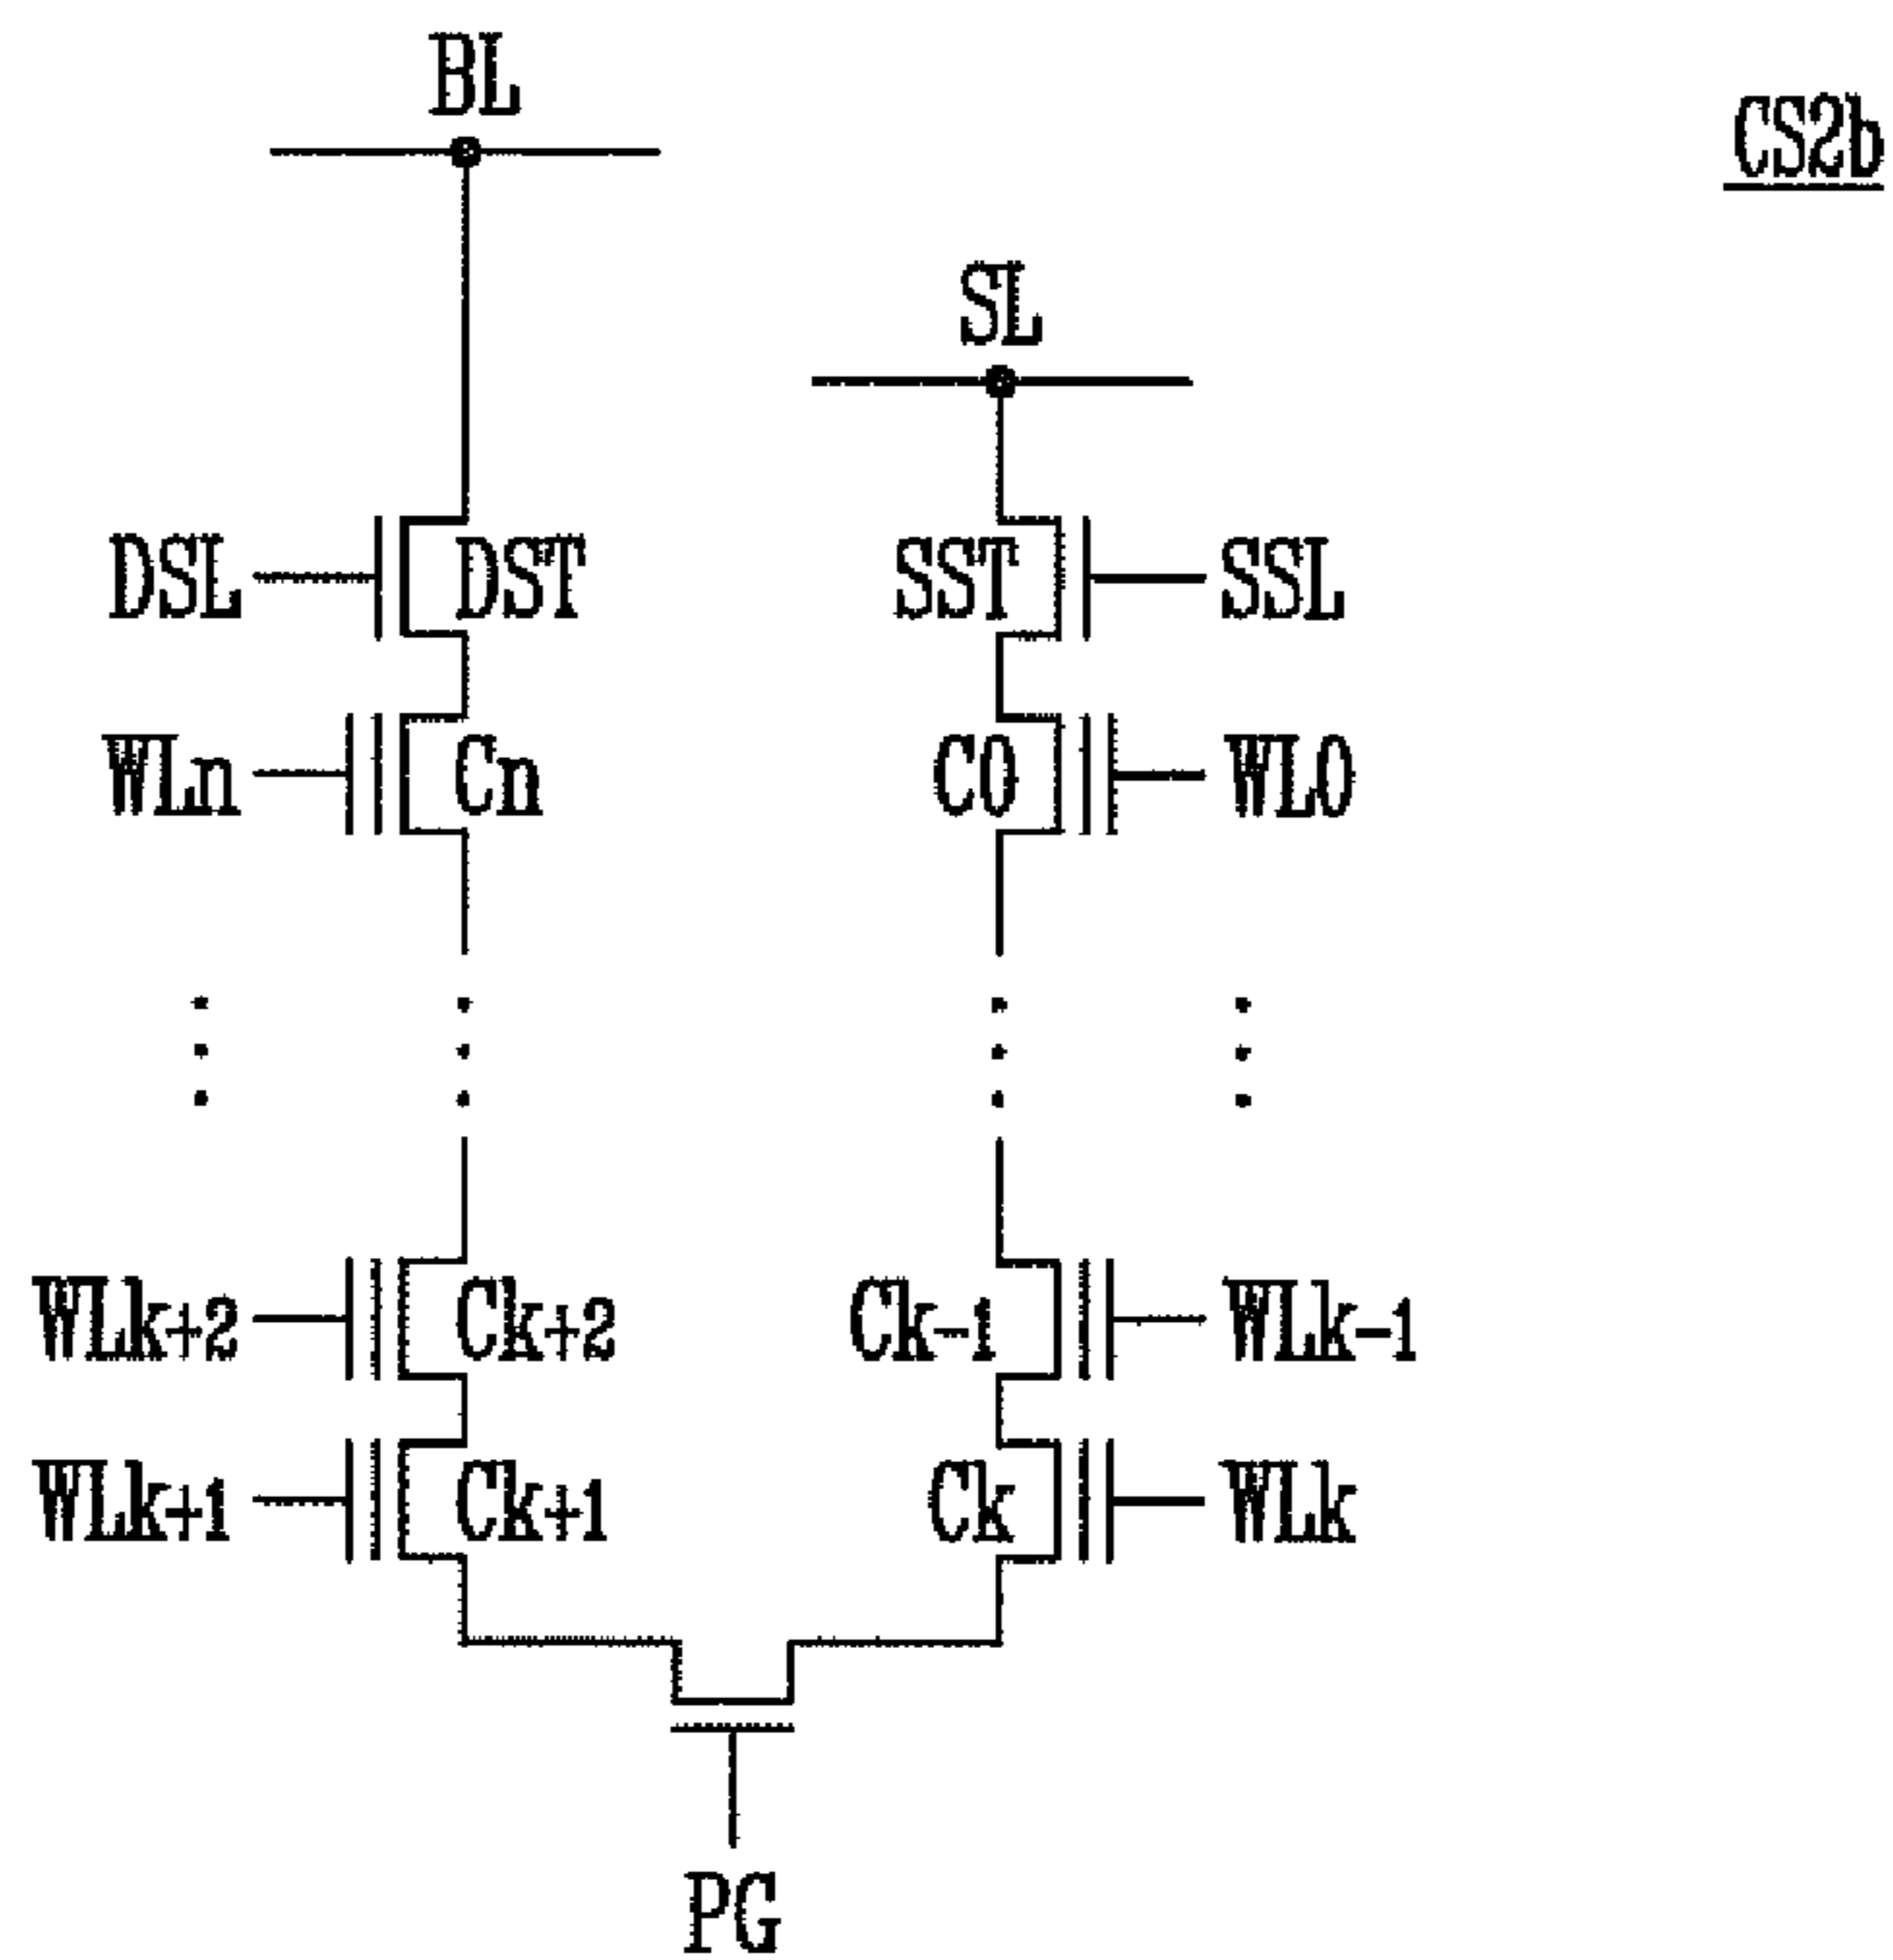 BL
CS2b
SL
DSL DST SST SSL
WLn Cn C0 WL0
WLk+2 Ck+2 Ck-1 WLk-1
WLk+1 Ck+1 Ck WLk
PG